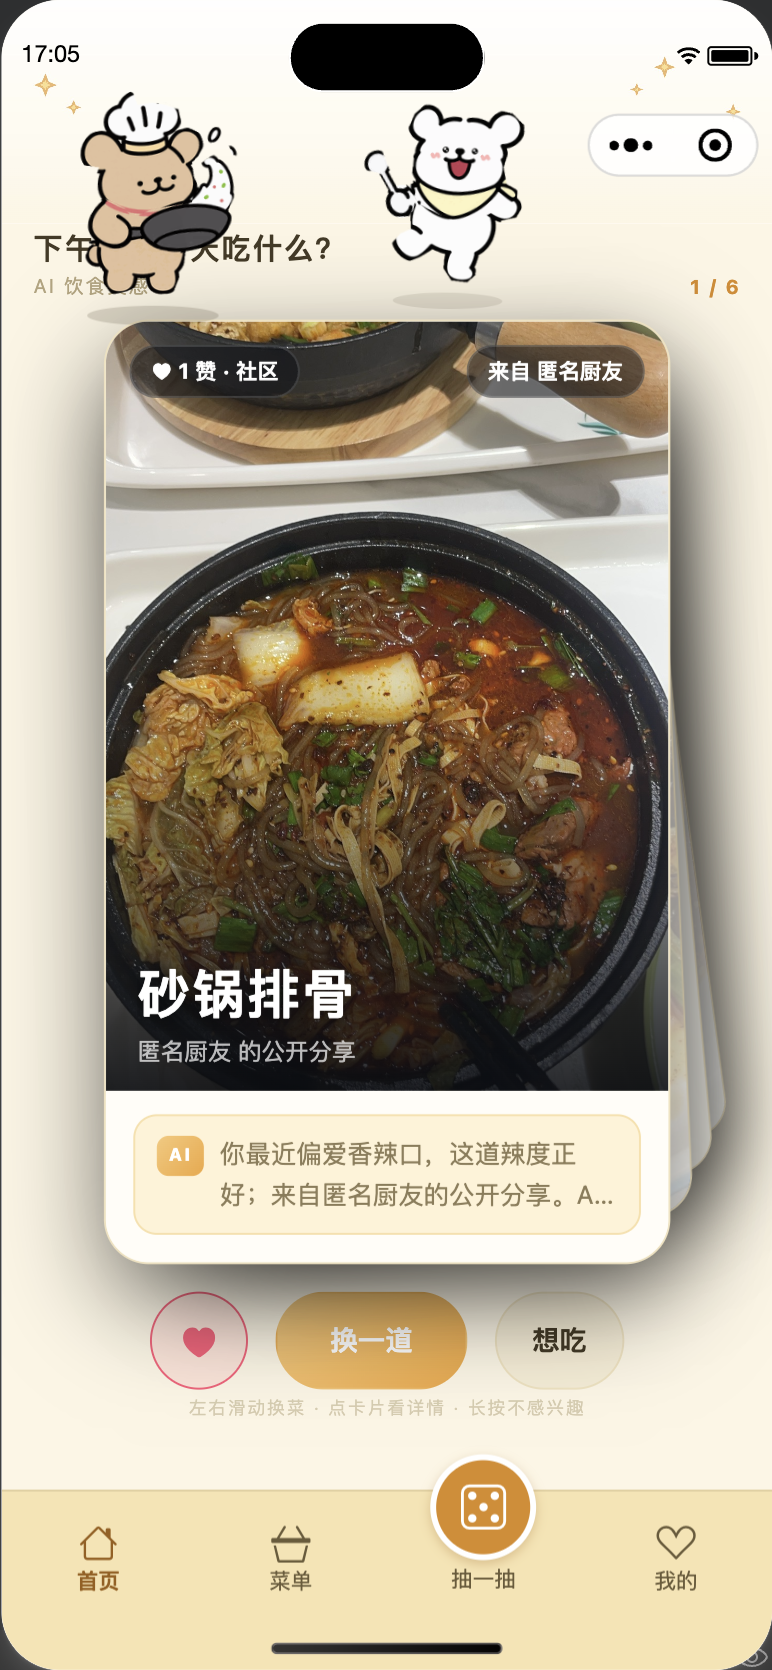 17:05
下午 天吃什么?
AI 饮食 感
1 / 6
1 赞 · 社区
来自 匿名厨友
砂锅排骨
匿名厨友 的公开分享
AI
你最近偏爱香辣口，这道辣度正
好；来自匿名厨友的公开分享。A...
换一道
想吃
左右滑动换菜 · 点卡片看详情 · 长按不感兴趣
首页
菜单
抽一抽
我的